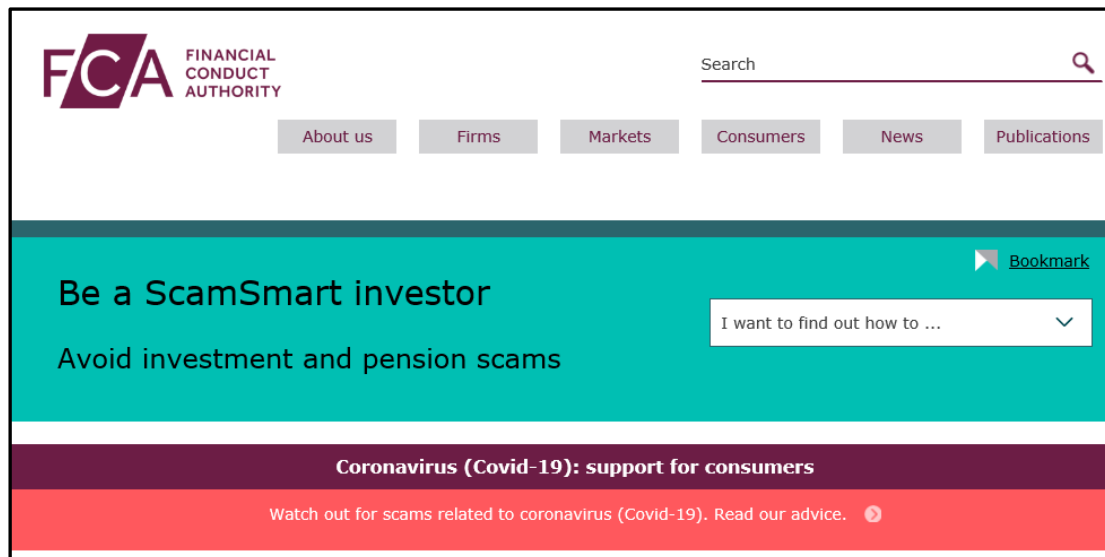 FCA
FINANCIAL
CONDUCT
AUTHORITY
Search
About us
Firms
Markets
Consumers
News
Publications
Bookmark
Be a ScamSmart investor
I want to find out how to ...
Avoid investment and pension scams
Coronavirus (Covid-19): support for consumers
Watch out for scams related to coronavirus (Covid-19). Read our advice.